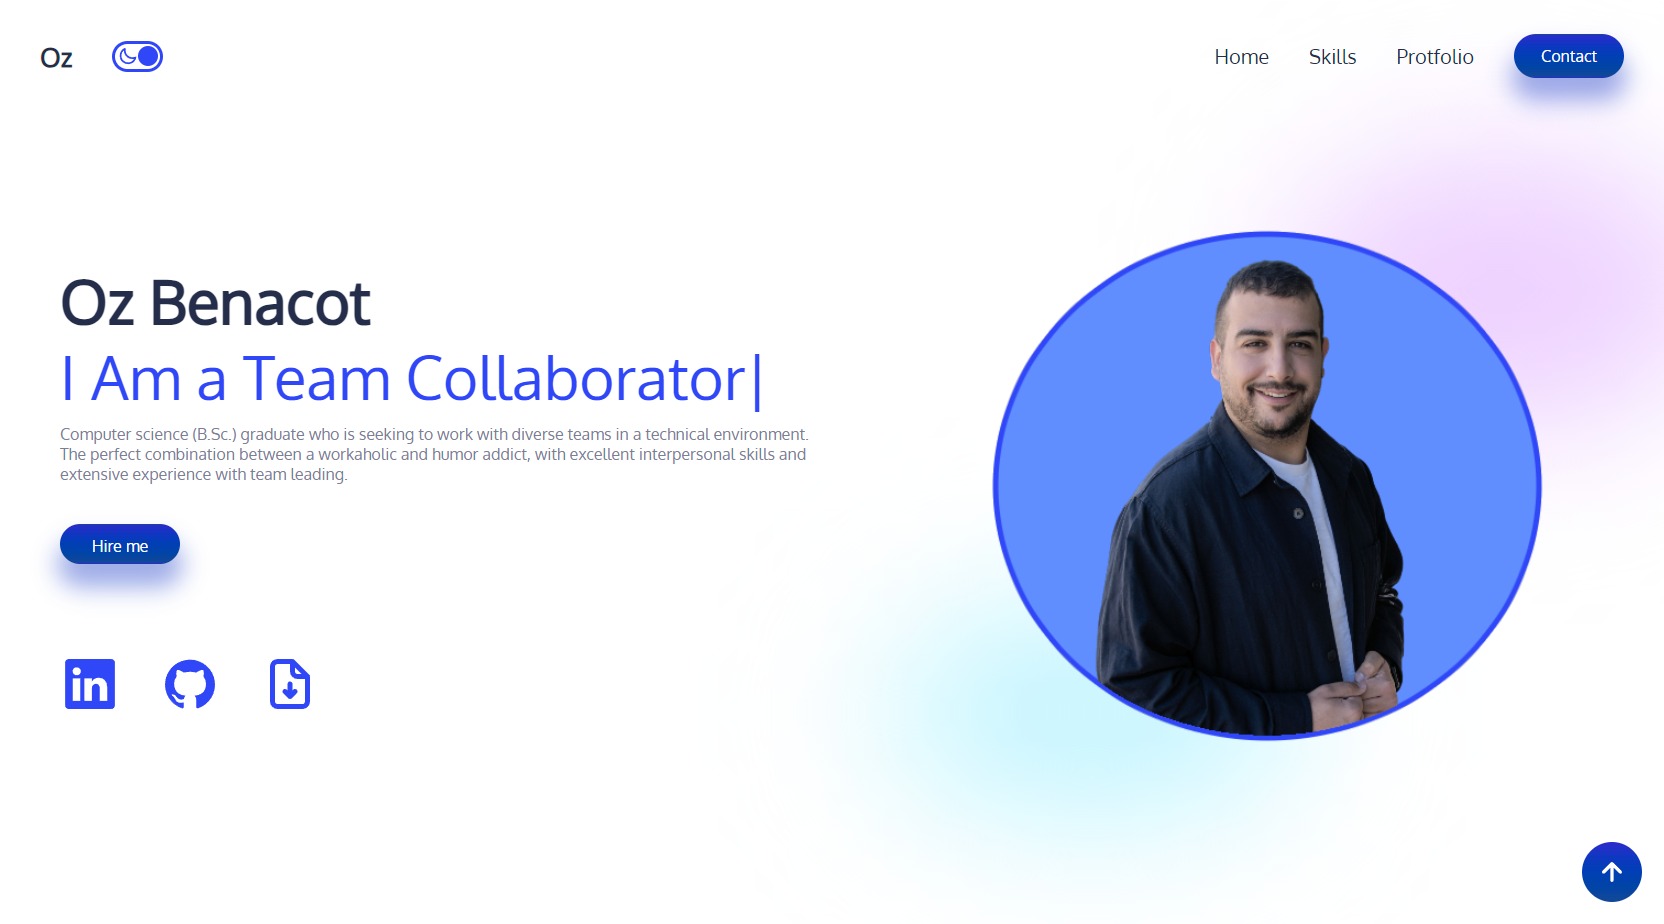 Oz
Home
Skills
Protfolio
Contact
Oz Benacot
I Am a Team Collaborator|
Computer science (B.Sc.) graduate who is seeking to work with diverse teams in a technical environment.
The perfect combination between a workaholic and humor addict, with excellent interpersonal skills and
extensive experience with team leading.
Hire me
in